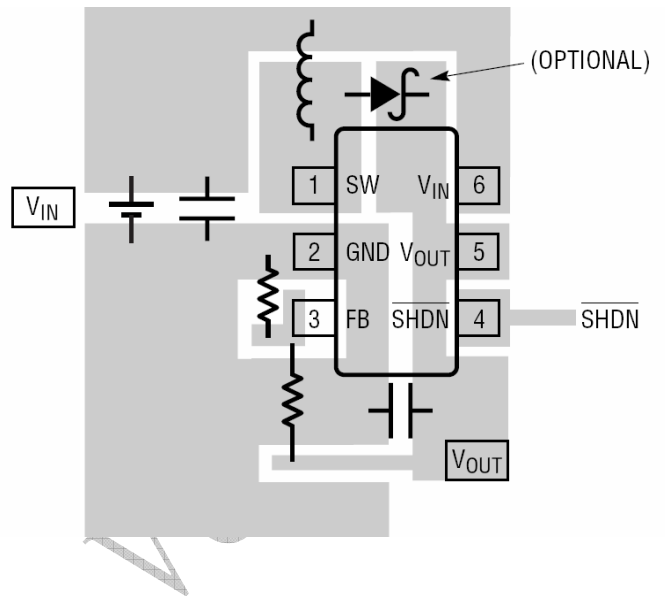 (OPTIONAL)
1 SW VIN 6
VIN
2 GND VOUT 5
3 FB SHDN 4 SHDN
VOUT